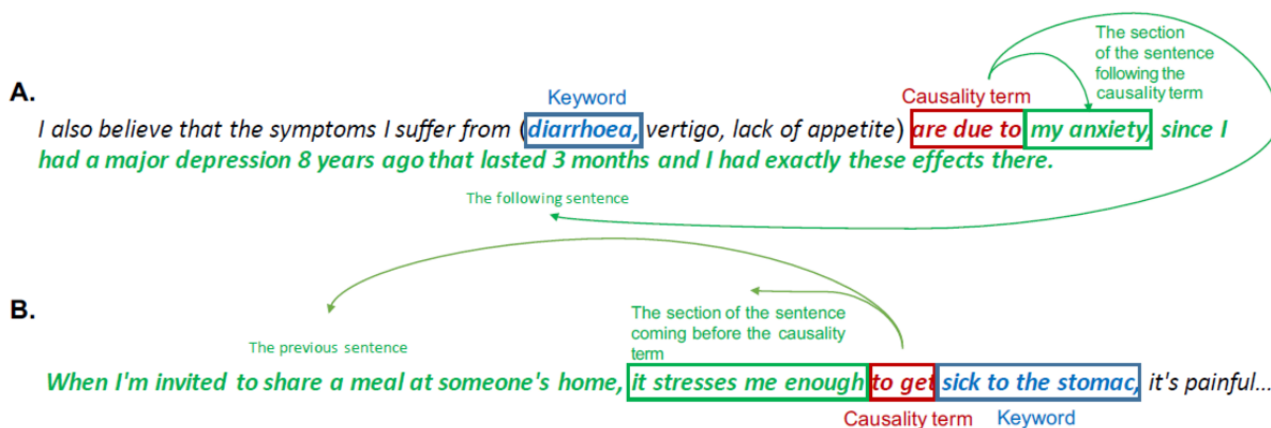 The section
of the sentence
following the
causality term
A.
Keyword
Causality term
I also believe that the symptoms I suffer from (diarrhoea, vertigo, lack of appetite) are due to my anxiety, since I
had a major depression 8 years ago that lasted 3 months and I had exactly these effects there.
The following sentence
B.
The section of the sentence
coming before the causality
term
The previous sentence
When I'm invited to share a meal at someone's home, it stresses me enough to get sick to the stomac, it's painful...
Causality term
Keyword